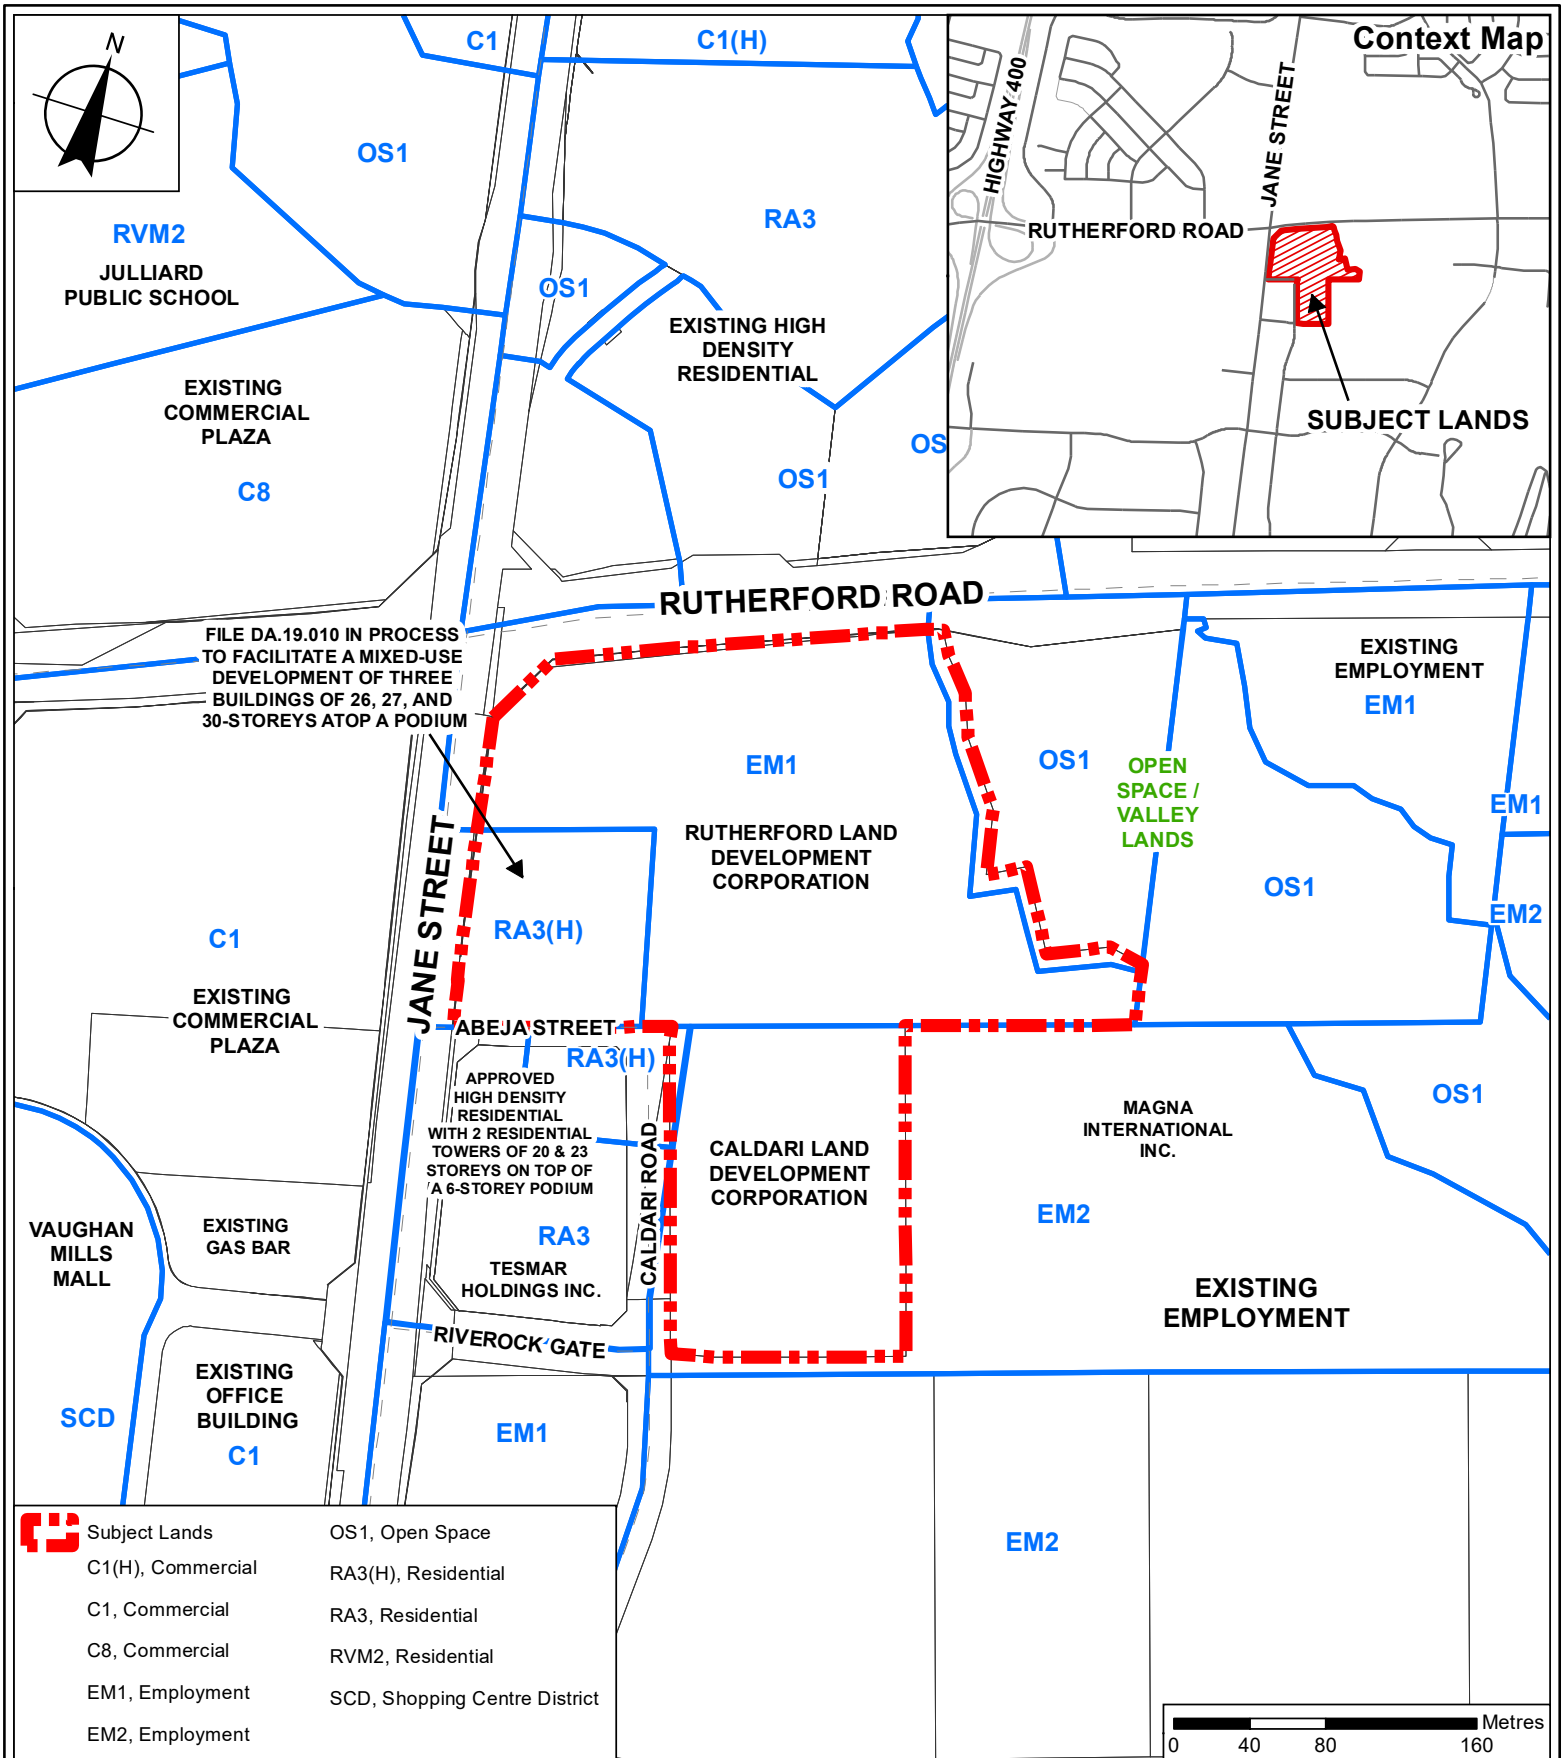 N
C1
C1(H)
Context Map
HIGHWAY 400
JANE STREET
RUTHERFORD ROAD
SUBJECT LANDS
OS1
RVM2
JULLIARD
PUBLIC SCHOOL
RA3
OS1
EXISTING HIGH
DENSITY
RESIDENTIAL
EXISTING
COMMERCIAL
PLAZA
C8
OS1
OS
RUTHERFORD ROAD
FILE DA.19.010 IN PROCESS
TO FACILITATE A MIXED-USE
DEVELOPMENT OF THREE
BUILDINGS OF 26, 27, AND
30-STOREYS ATOP A PODIUM
EXISTING
EMPLOYMENT
EM1
EM1
OS1
OPEN
SPACE /
VALLEY
LANDS
EM1
RUTHERFORD LAND
DEVELOPMENT
CORPORATION
JANE STREET
OS1
EM2
C1
RA3(H)
EXISTING
COMMERCIAL
PLAZA
ABEJA STREET
RA3(H)
APPROVED
HIGH DENSITY
RESIDENTIAL
WITH 2 RESIDENTIAL
TOWERS OF 20 & 23
STOREYS ON TOP OF
A 6-STOREY PODIUM
CALDARI ROAD
CALDARI LAND
DEVELOPMENT
CORPORATION
MAGNA
INTERNATIONAL
INC.
OS1
EM2
VAUGHAN
MILLS
MALL
EXISTING
GAS BAR
RA3
TESMAR
HOLDINGS INC.
EXISTING
EMPLOYMENT
RIVEROCK GATE
EXISTING
OFFICE
BUILDING
C1
SCD
EM1
EM2
Subject Lands
C1(H), Commercial
C1, Commercial
C8, Commercial
EM1, Employment
EM2, Employment
OS1, Open Space
RA3(H), Residential
RA3, Residential
RVM2, Residential
SCD, Shopping Centre District
Metres
0 40 80 160